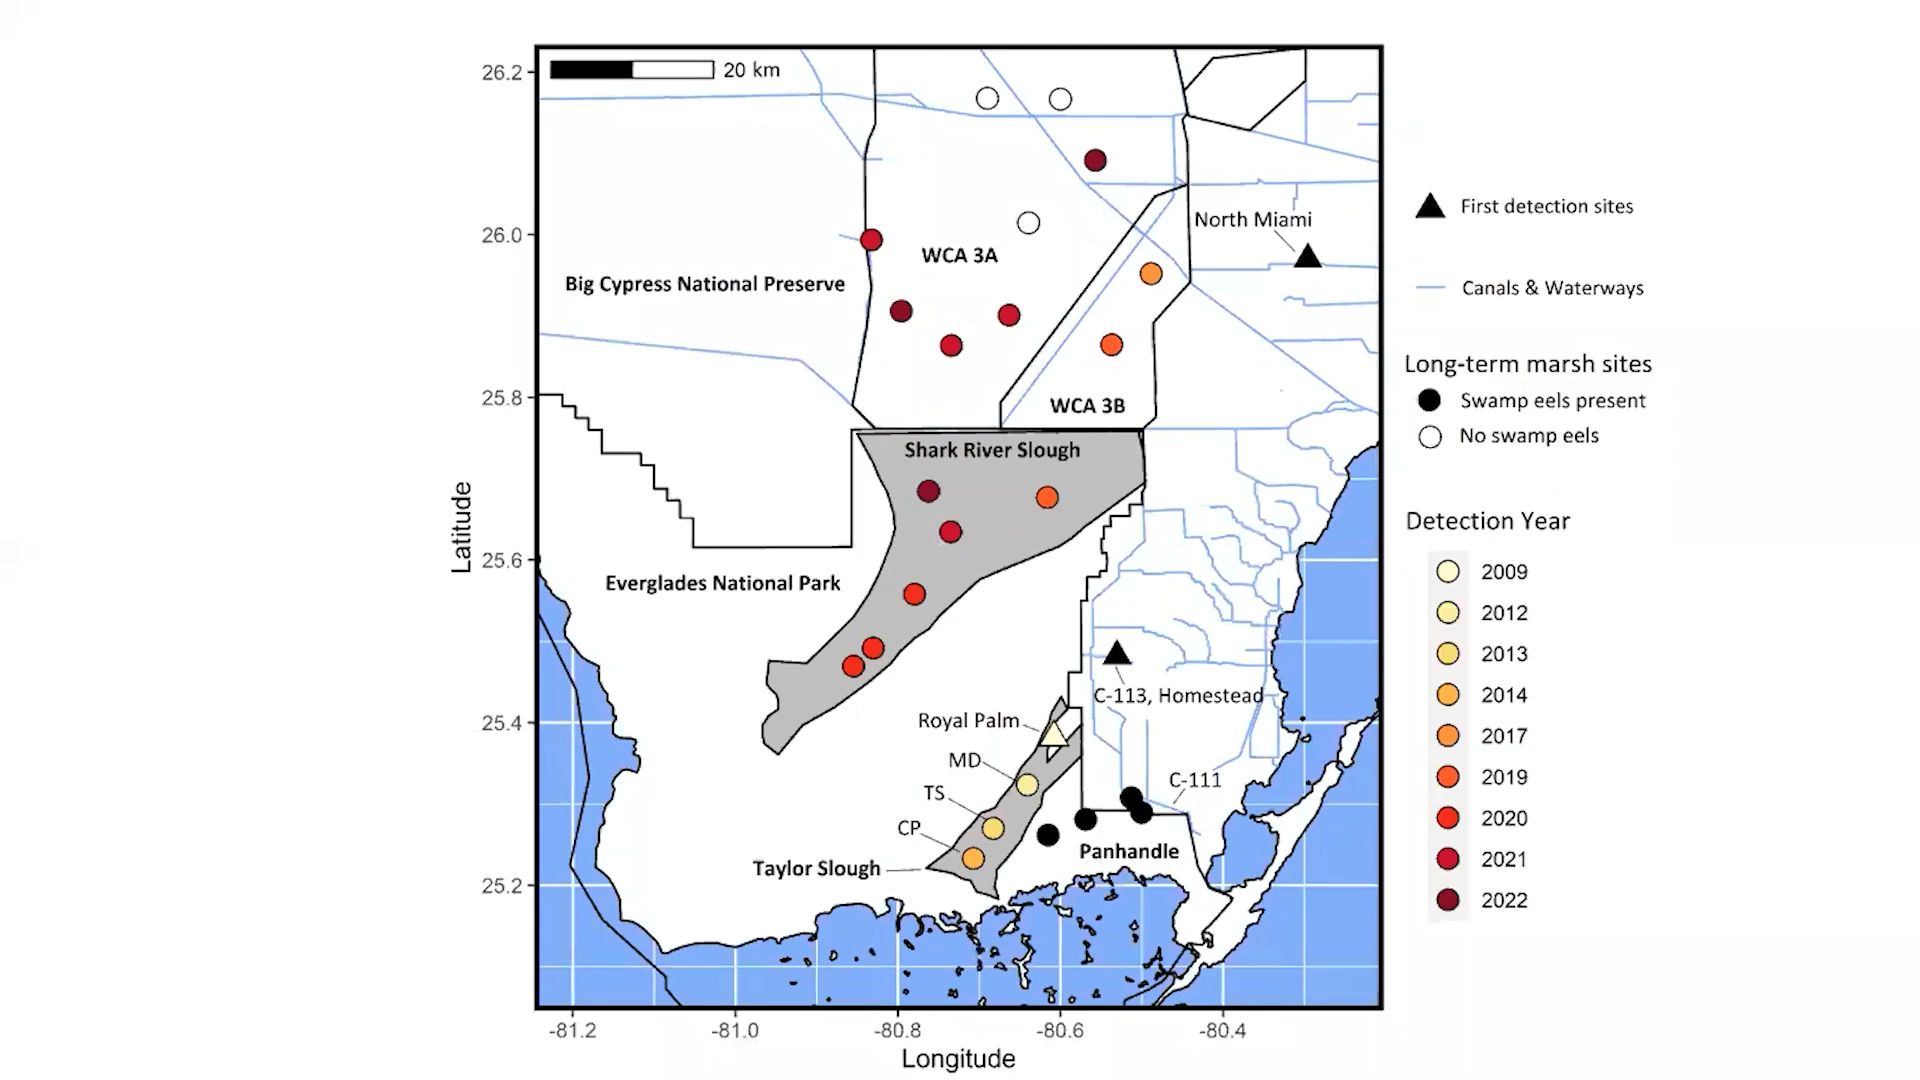 20 km
26.2
26.0
25.8
25.6
25.4
25.2
Latitude
-81.2
-81.0
-80.8
-80.6
-80.4
Longitude
North Miami
WCA 3A
Big Cypress National Preserve
WCA 3B
Shark River Slough
Everglades National Park
C-113, Homestead
Royal Palm
MD
C-111
TS
CP
Panhandle
Taylor Slough
First detection sites
Canals & Waterways
Long-term marsh sites
Swamp eels present
No swamp eels
Detection Year
2009
2012
2013
2014
2017
2019
2020
2021
2022